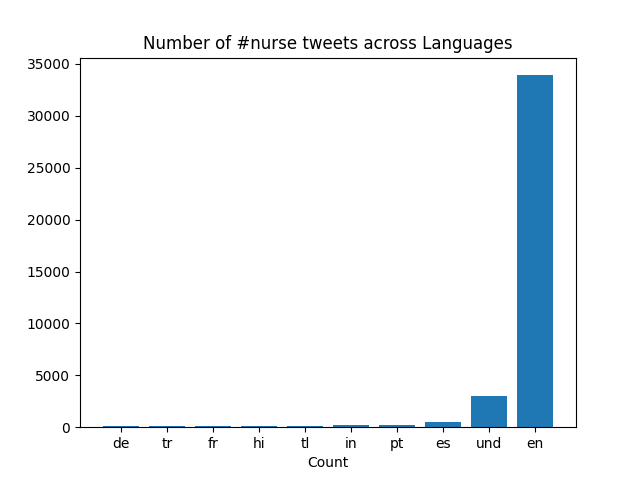 Number of #nurse tweets across Languages
35000
30000
25000
20000
15000
10000
5000
0
de tr fr hi tl in pt es und en
Count